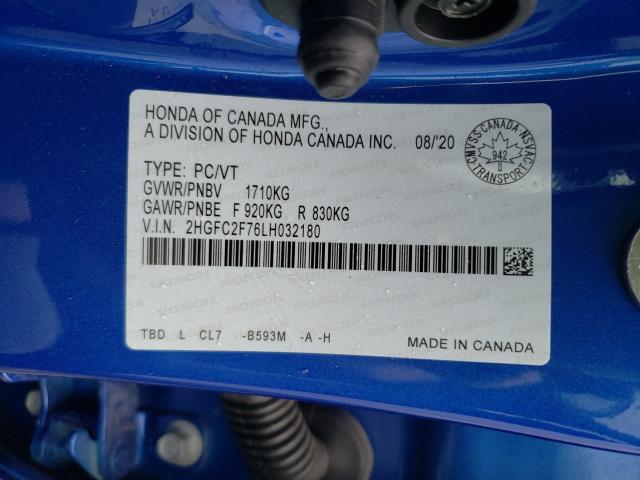 HONDA OF CANADA MFG.,
A DIVISION OF HONDA CANADA INC. 08/'20
CMVSS-CANADA-NSVAC
942
TRANSPORT
TYPE: PC/VT
GVWR/PNBV 1710KG
GAWR/PNBE F 920KG R 830KG
V.I.N. 2HGFC2F76LH032180
TBD L CL7 -B593M -A -H
MADE IN CANADA